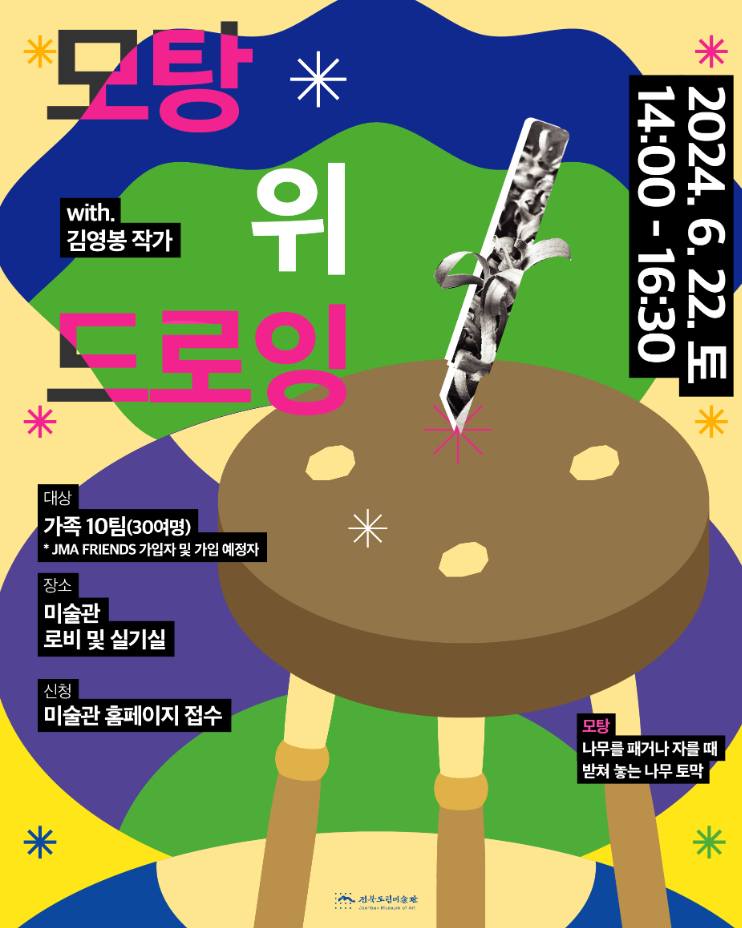 모탕
위
드로잉
with.
김영봉 작가
2024. 6. 22. 토
14:00 - 16:30
대상
가족 10팀(30여명)
* JMA FRIENDS 가입자 및 가입 예정자
장소
미술관
로비 및 실기실
신청
미술관 홈페이지 접수
모탕
나무를 패거나 자를 때
받쳐 놓는 나무 토막
전북도립미술관
Jeonbuk Museum of Art